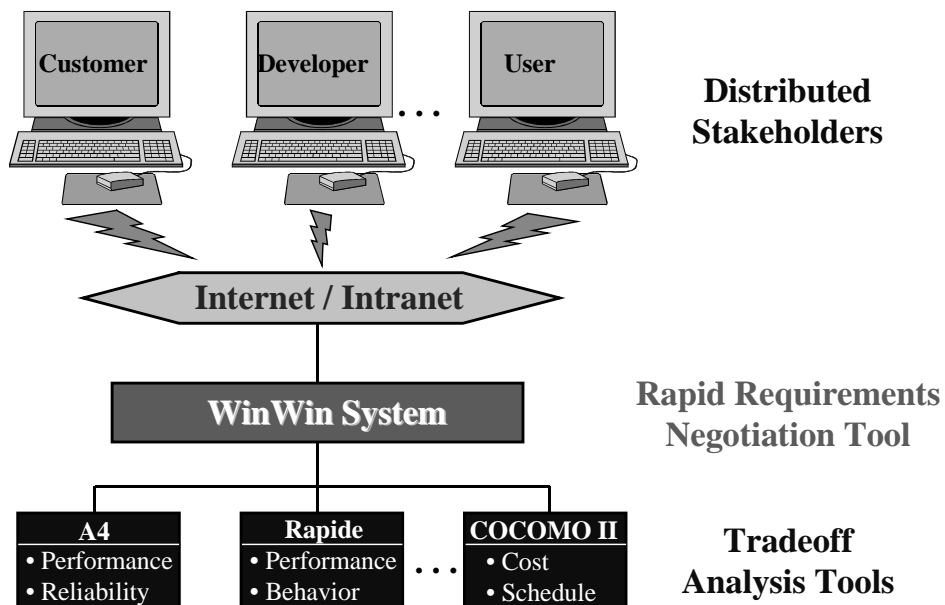 Customer
Developer
User
. . .
Distributed
Stakeholders
Internet / Intranet
WinWin System
Rapid Requirements
Negotiation Tool
A4
• Performance
• Reliability
Rapide
• Performance
• Behavior
. . .
COCOMO II
• Cost
• Schedule
Tradeoff
Analysis Tools